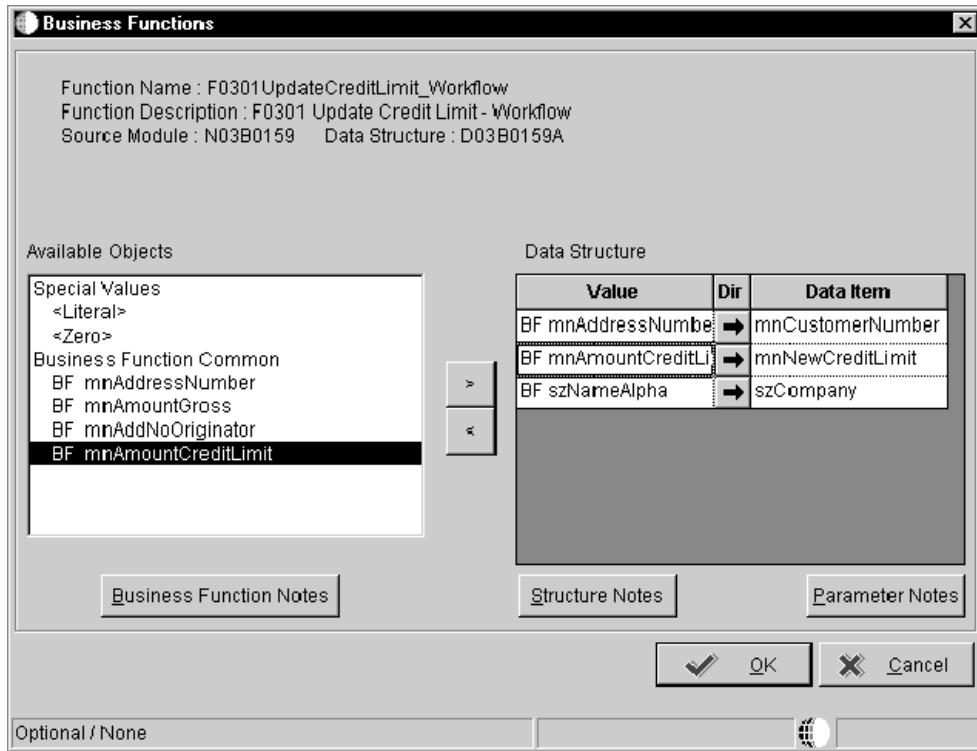 Business Functions
Function Name : F0301UpdateCreditLimit_Workflow
Function Description : F0301 Update Credit Limit - Workflow
Source Module : N03B0159 Data Structure : D03B0159A
Available Objects
Special Values
<Literal>
<Zero>
Business Function Common
BF mnAddressNumber
BF mnAmountGross
BF mnAddNoOriginator
BF mnAmountCreditLimit
>
<
Data Structure
Value Dir Data Item
BF mnAddressNumbe mnCustomerNumber
BF mnAmountCreditLi mnNewCreditLimit
BF szNameAlpha szCompany
Business Function Notes
Structure Notes
Parameter Notes
OK
Cancel
Optional / None